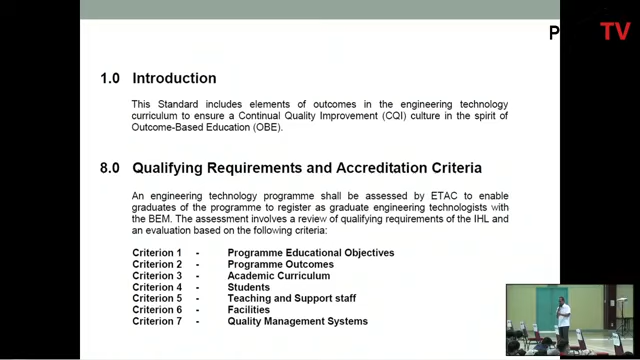 P
TV
1.0 Introduction
This Standard includes elements of outcomes in the engineering technology
curriculum to ensure a Continual Quality Improvement (CQI) culture in the spirit of
Outcome-Based Education (OBE).
8.0 Qualifying Requirements and Accreditation Criteria
An engineering technology programme shall be assessed by ETAC to enable
graduates of the programme to register as graduate engineering technologists with
the BEM. The assessment involves a review of qualifying requirements of the IHL and
an evaluation based on the following criteria:
Criterion 1 - Programme Educational Objectives
Criterion 2 - Programme Outcomes
Criterion 3 - Academic Curriculum
Criterion 4 - Students
Criterion 5 - Teaching and Support staff
Criterion 6 - Facilities
Criterion 7 - Quality Management Systems